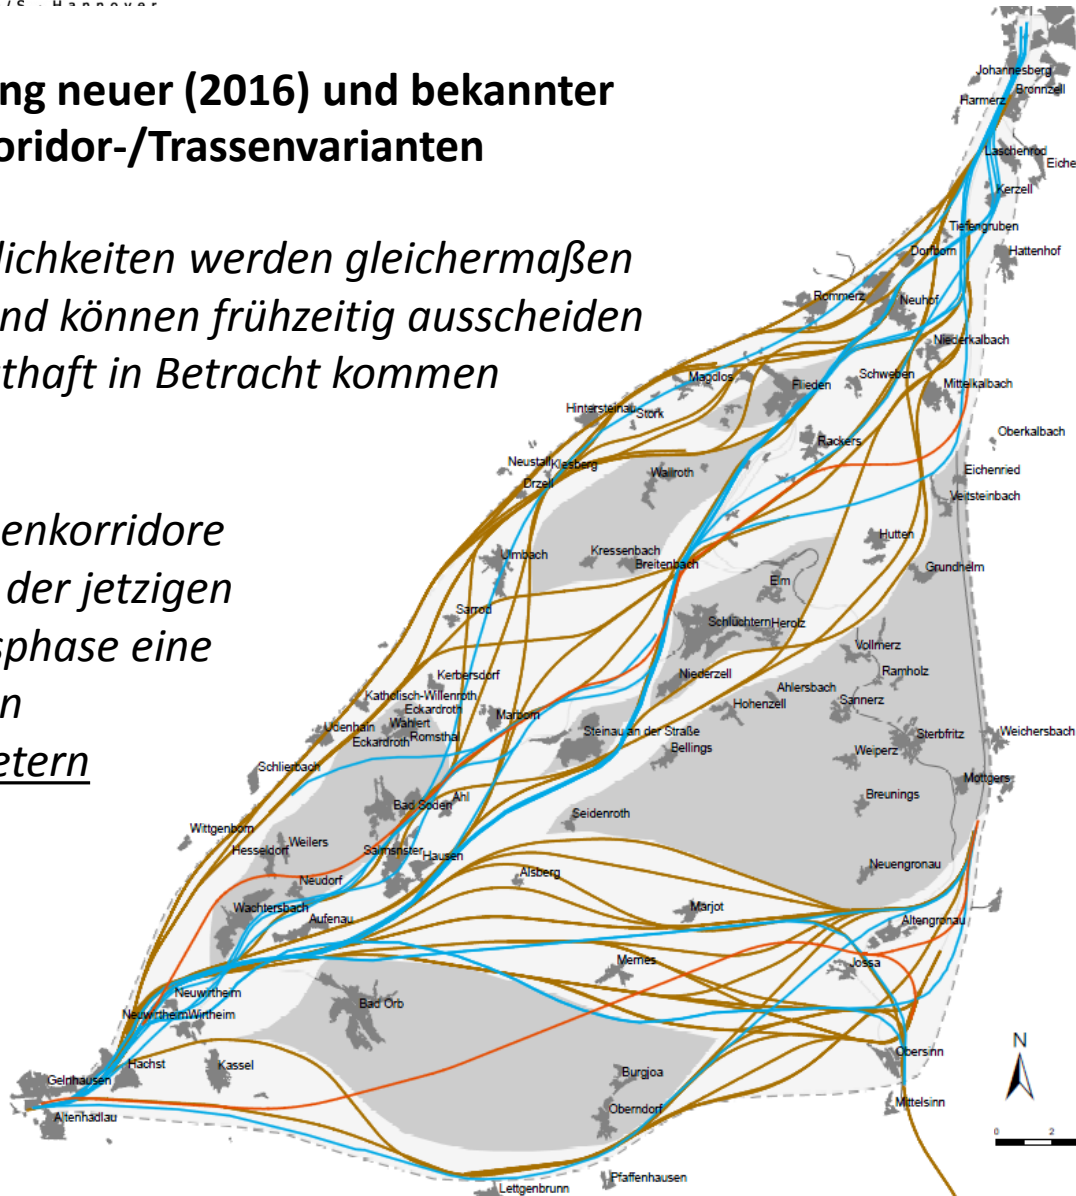 /S - Hannover
ng neuer (2016) und bekannter
oridor-/Trassenvarianten
lichkeiten werden gleichermaßen
nd können frühzeitig ausscheiden
sthaft in Betracht kommen
enkorridore
der jetzigen
sphase eine
n
etern
Johannesberg
Bronnzell
Harmerz
Laschenrod
Eiche
Kerzell
Tiefengruben
Dorfborn
Hattenhof
Rommerz
Neuhof
Niederkalbach
Magdlos
Flieden
Schweben
Mittelkalbach
Hintersteinau
Stork
Oberkalbach
Rückers
Neustall
Klesberg
Wallroth
Eichenried
Drzell
Veitsteinbach
Hutten
Ulmbach
Kressenbach
Breitenbach
Grundhelm
Elm
Sarrod
Schlüchtern
Herolz
Vollmerz
Kerbersdorf
Niederzell
Ramholz
Katholisch-Willenroth
Ahlersbach
Eckardroth
Marborn
Hohenzell
Sannerz
Udenhain
Wahlert
Steinau an der Straße
Sterbfritz
Weichersbach
Eckardroth
Romsthal
Bellings
Weiperz
Schlierbach
Mottgers
Ahl
Breunings
Bad Soden
Seidenroth
Wittgenborn
Weilers
Hesseldorf
Salmünster
Hausen
Neuengronau
Neudorf
Alsberg
Wächtersbach
Marjoß
Aufenau
Altengronau
Mernes
Jossa
Neuwirtheim
Bad Orb
Neuwirtheim
Wirtheim
N
Obersinn
Höchst
Kassel
Gelnhausen
Burgjoa
Oberndorf
Mittelsinn
Altenhaßlau
0 2
Pfaffenhausen
Lettgenbrunn